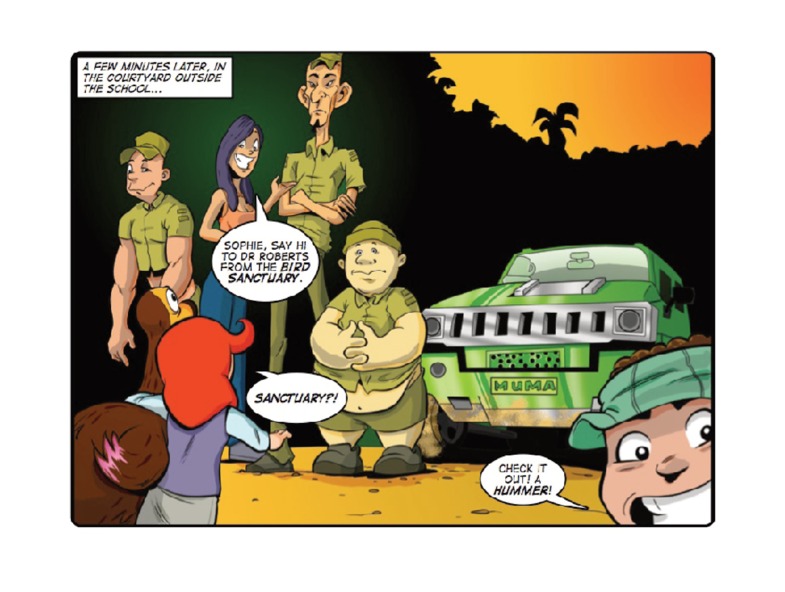 A FEW MINUTES LATER, IN
THE COURTYARD OUTSIDE
THE SCHOOL...
SOPHIE, SAY HI
TO DR ROBERTS
FROM THE BIRD
SANCTUARY.
SANCTUARY?!
MUMA
CHECK IT
OUT! A
HUMMER!